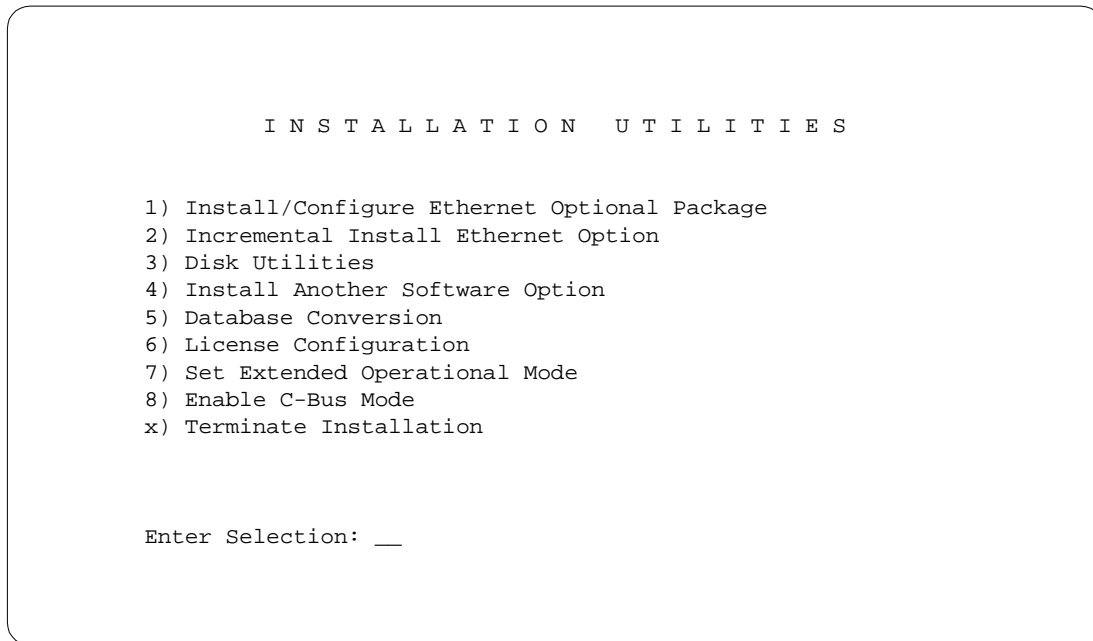 I N S T A L L A T I O N   U T I L I T I E S
1) Install/Configure Ethernet Optional Package
2) Incremental Install Ethernet Option
3) Disk Utilities
4) Install Another Software Option
5) Database Conversion
6) License Configuration
7) Set Extended Operational Mode
8) Enable C-Bus Mode
x) Terminate Installation
Enter Selection: __